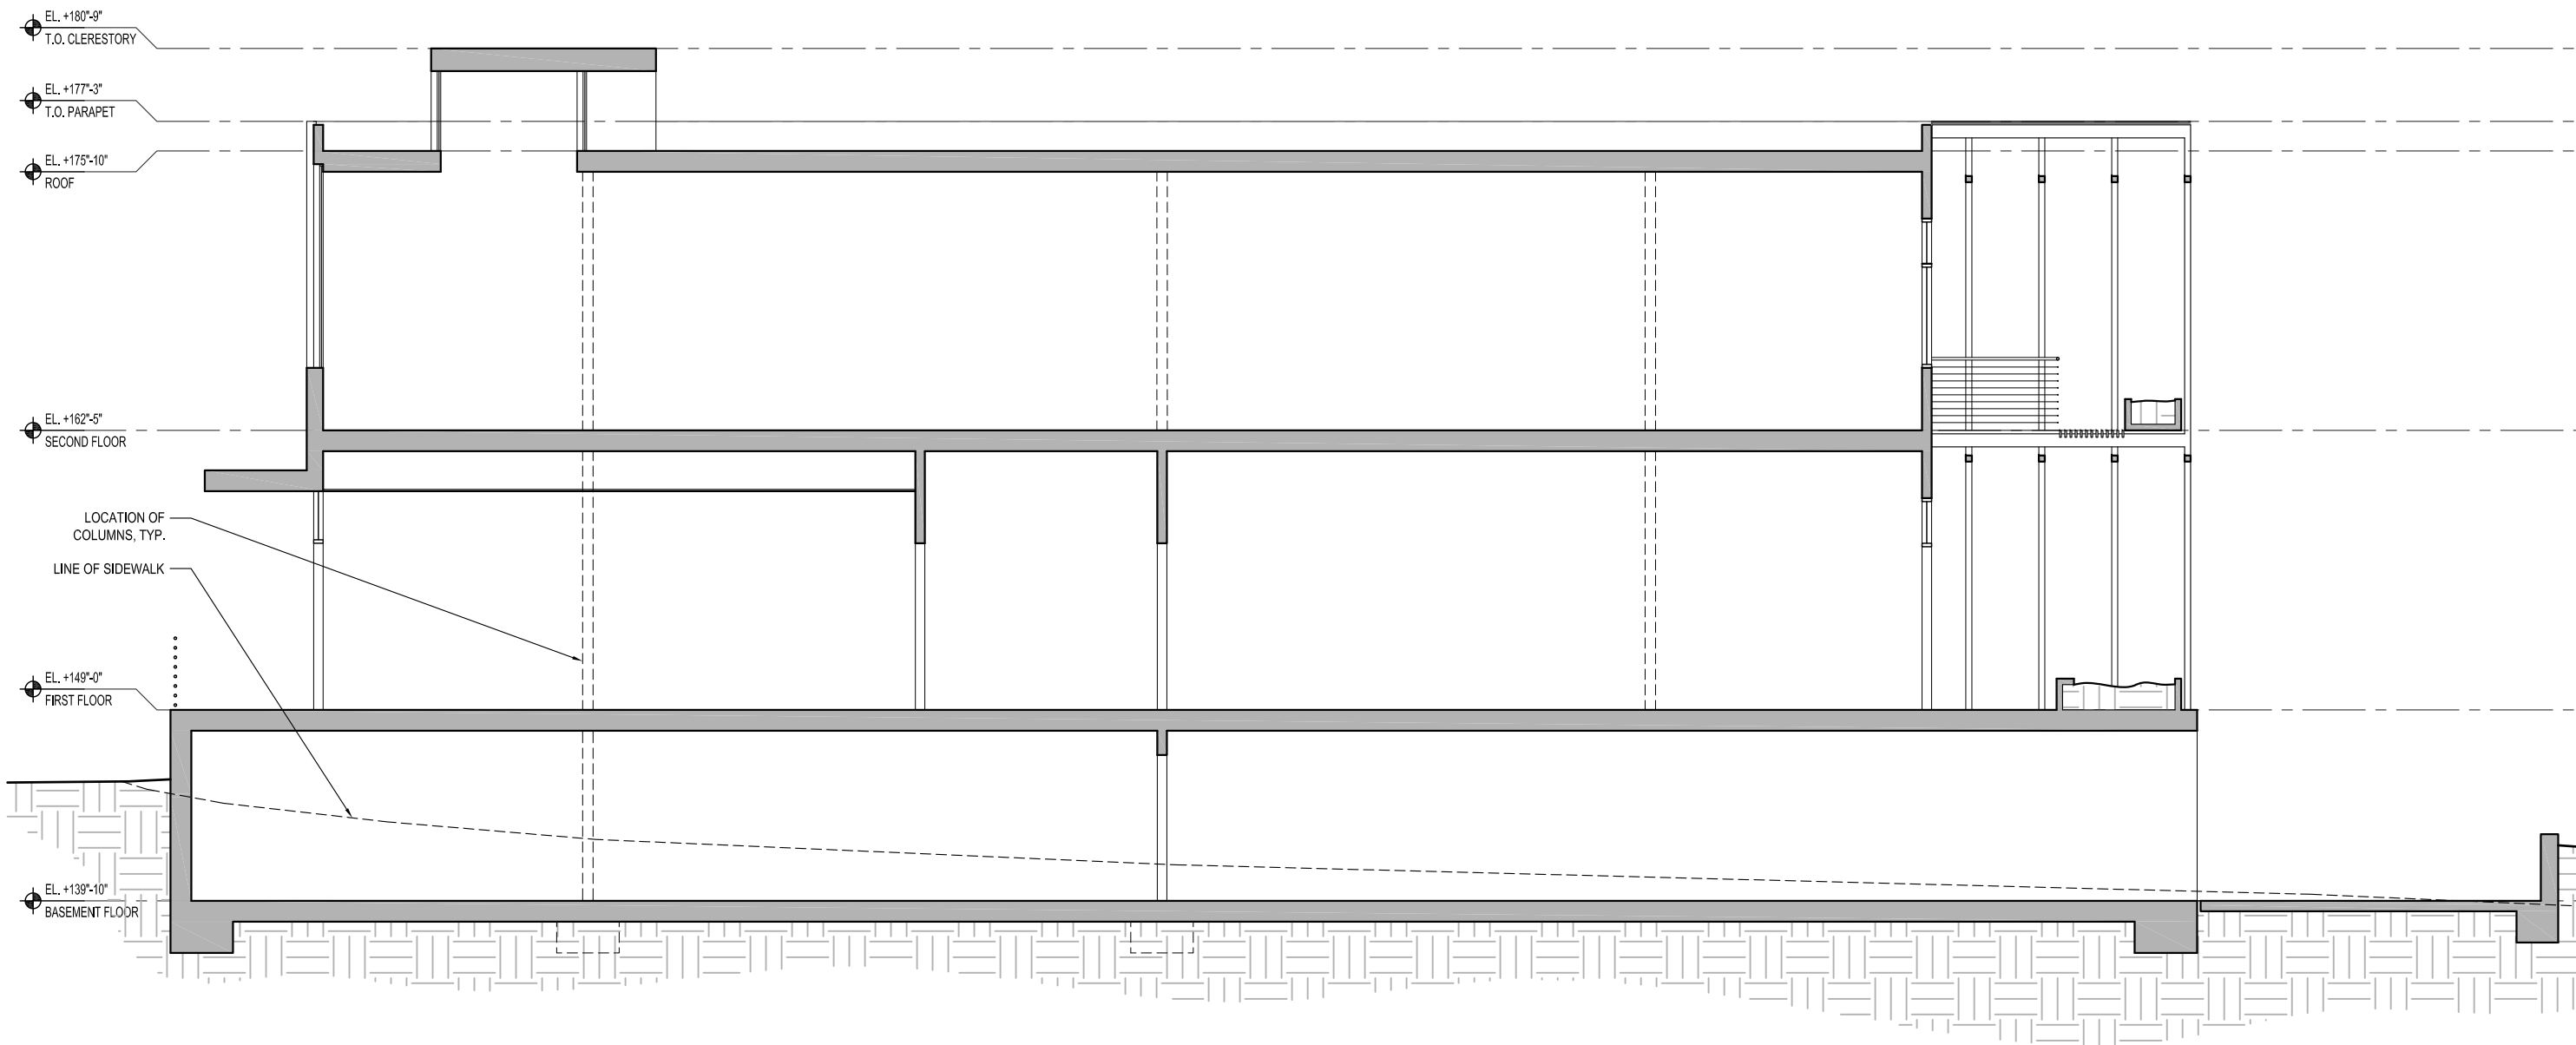 EL. +180"-9"
T.O. CLERESTORY
EL. +177"-3"
T.O. PARAPET
EL. +175"-10"
ROOF
EL. +162"-5"
SECOND FLOOR
LOCATION OF
COLUMNS, TYP.
LINE OF SIDEWALK
EL. +149"-0"
FIRST FLOOR
EL. +139"-10"
BASEMENT FLOOR